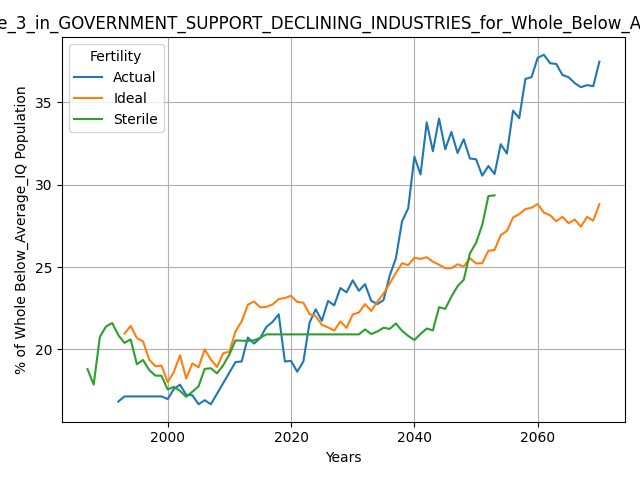 e_3_in_GOVERNMENT_SUPPORT_DECLINING_INDUSTRIES_for_Whole_Below_A
Fertility
Actual
Ideal
Sterile
% of Whole Below_Average_IQ Population
35
30
25
20
2000
2020
2040
2060
Years